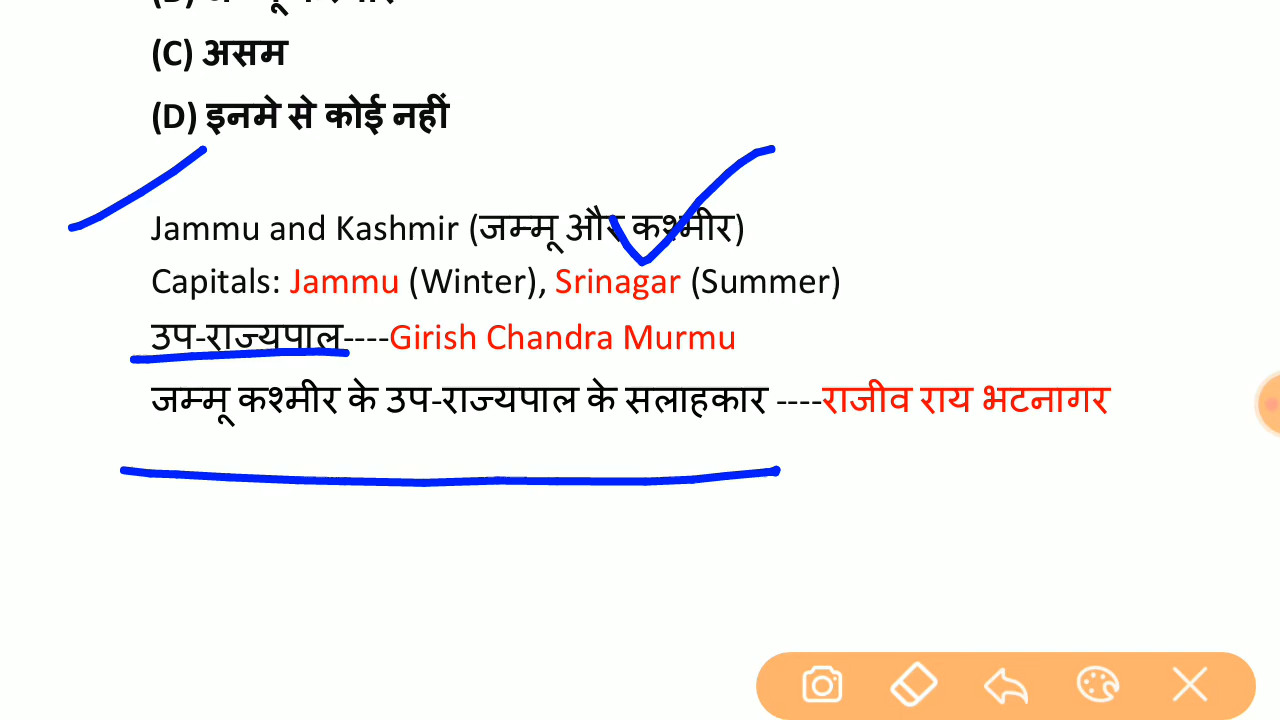 (C) असम
(D) इनमे से कोई नहीं
Jammu and Kashmir (जम्मू और कश्मीर)
Capitals: Jammu (Winter), Srinagar (Summer)
उप-राज्यपाल----Girish Chandra Murmu
जम्मू कश्मीर के उप-राज्यपाल के सलाहकार ----राजीव राय भटनागर